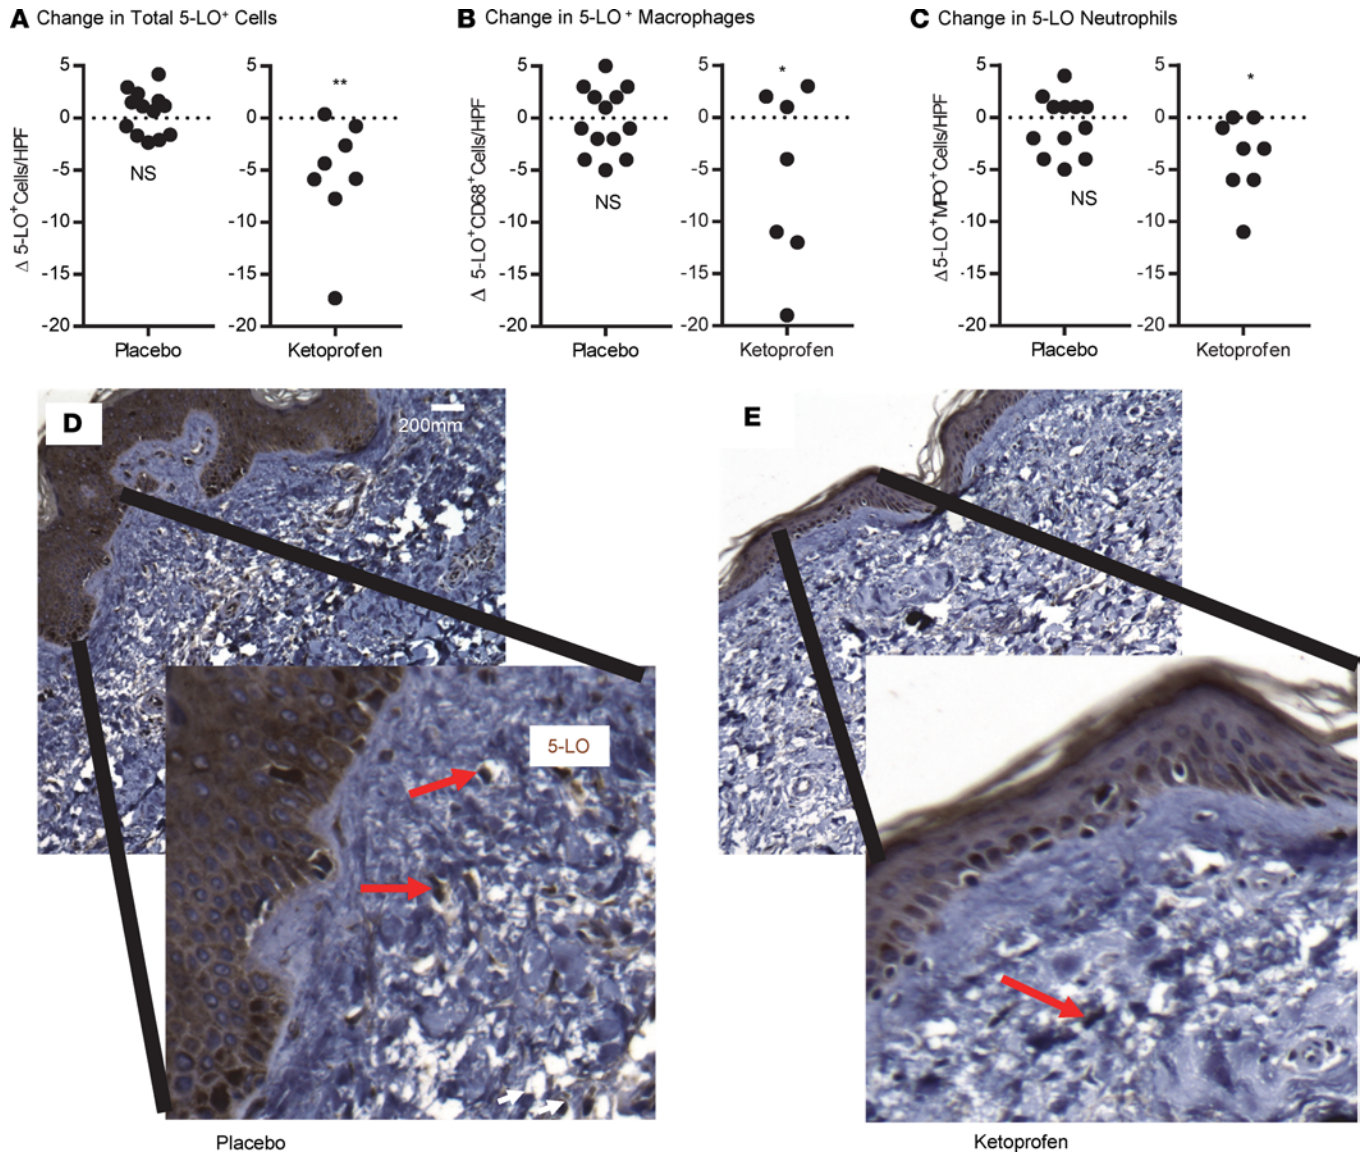 A Change in Total 5-LO⁺ Cells
Δ 5-LO⁺Cells/HPF
5
0
-5
-10
-15
-20
NS
Placebo
5
0
-5
-10
-15
-20
**
Ketoprofen
B Change in 5-LO⁺ Macrophages
Δ 5-LO⁺CD68⁺Cells/HPF
5
0
-5
-10
-15
-20
NS
Placebo
5
0
-5
-10
-15
-20
*
Ketoprofen
C Change in 5-LO Neutrophils
Δ 5-LO⁺MPO⁺Cells/HPF
5
0
-5
-10
-15
-20
NS
Placebo
5
0
-5
-10
-15
-20
*
Ketoprofen
D
200mm
5-LO
Placebo
E
Ketoprofen